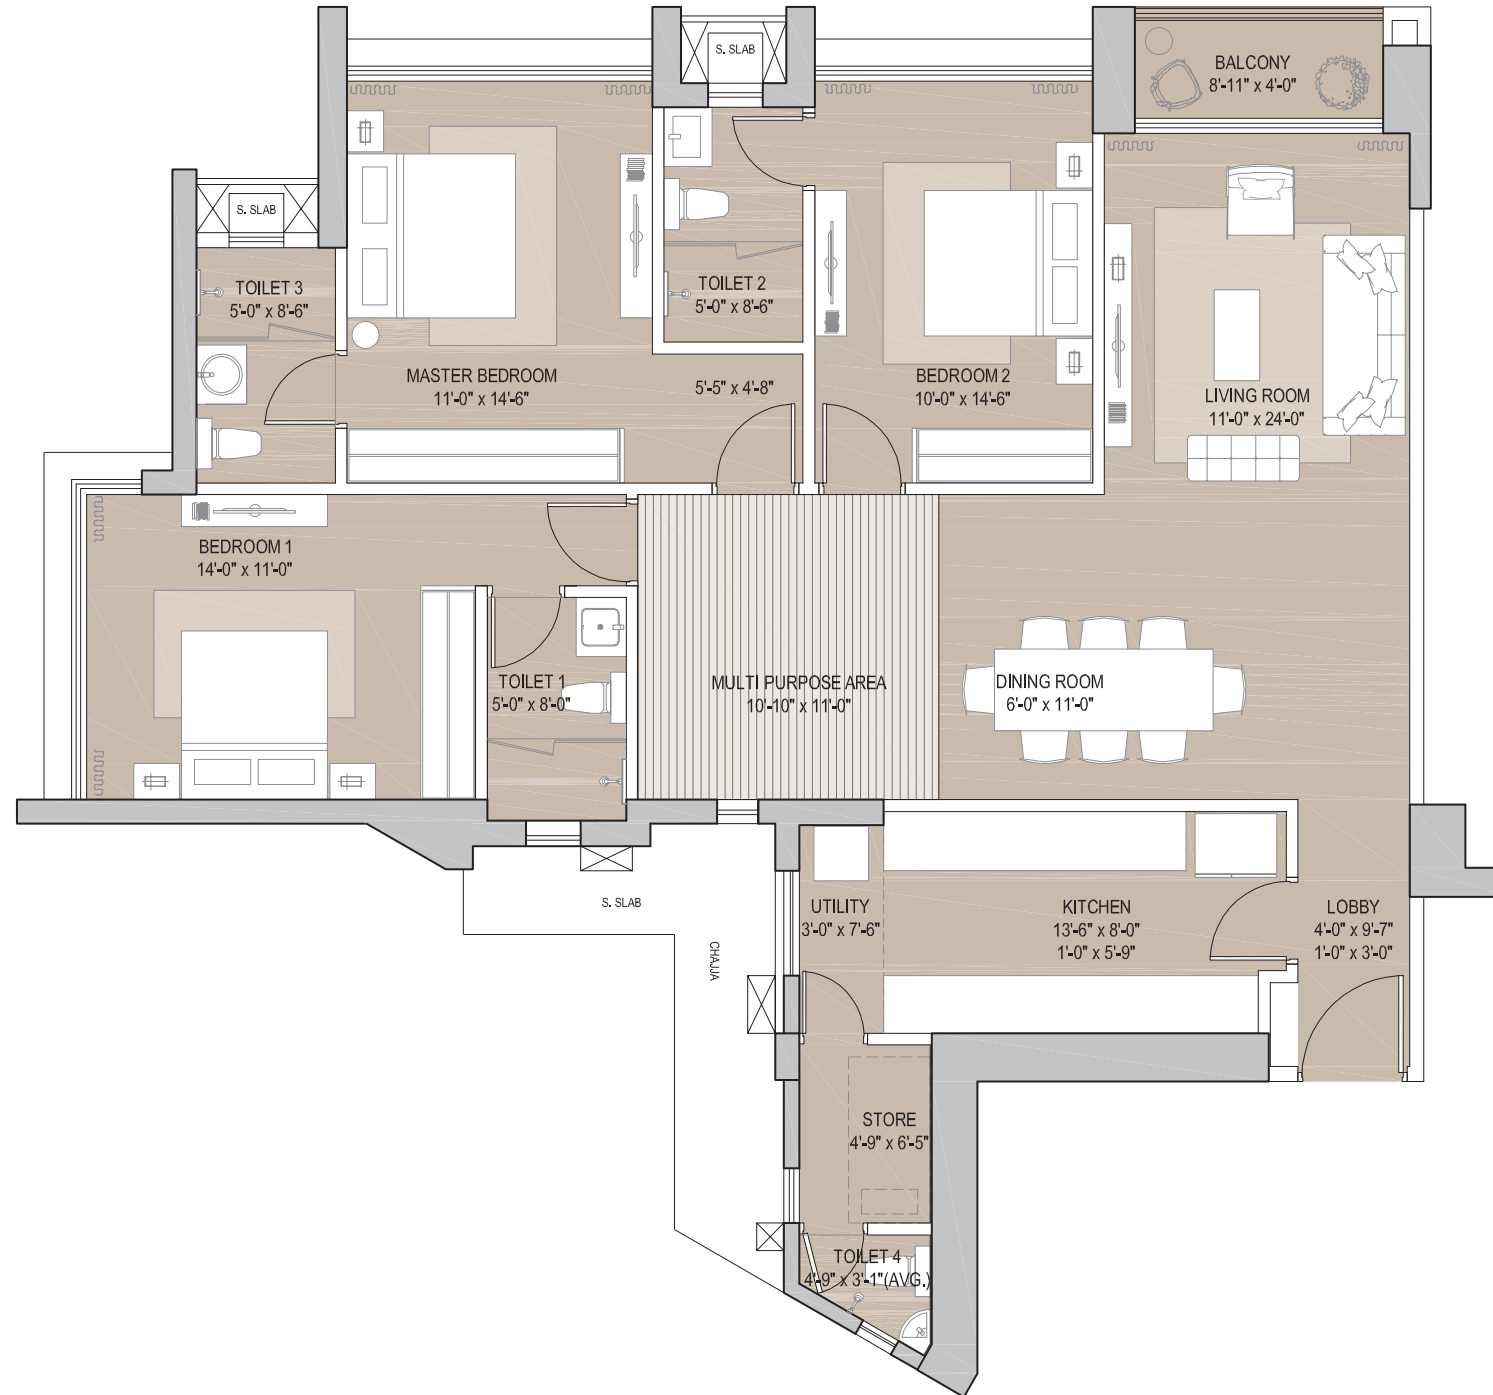 S. SLAB
BALCONY
8'-11" x 4'-0"
S. SLAB
TOILET 3
5'-0" x 8'-6"
TOILET 2
5'-0" x 8'-6"
MASTER BEDROOM
11'-0" x 14'-6"
5'-5" x 4'-8"
BEDROOM 2
10'-0" x 14'-6"
LIVING ROOM
11'-0" x 24'-0"
BEDROOM 1
14'-0" x 11'-0"
TOILET 1
5'-0" x 8'-0"
MULTI PURPOSE AREA
10'-10" x 11'-0"
DINING ROOM
6'-0" x 11'-0"
S. SLAB
CHAJJA
UTILITY
3'-0" x 7'-6"
KITCHEN
13'-6" x 8'-0"
1'-0" x 5'-9"
LOBBY
4'-0" x 9'-7"
1'-0" x 3'-0"
STORE
4'-9" x 6'-5"
TOILET 4
4'-9" x 3'-1"(AVG.)